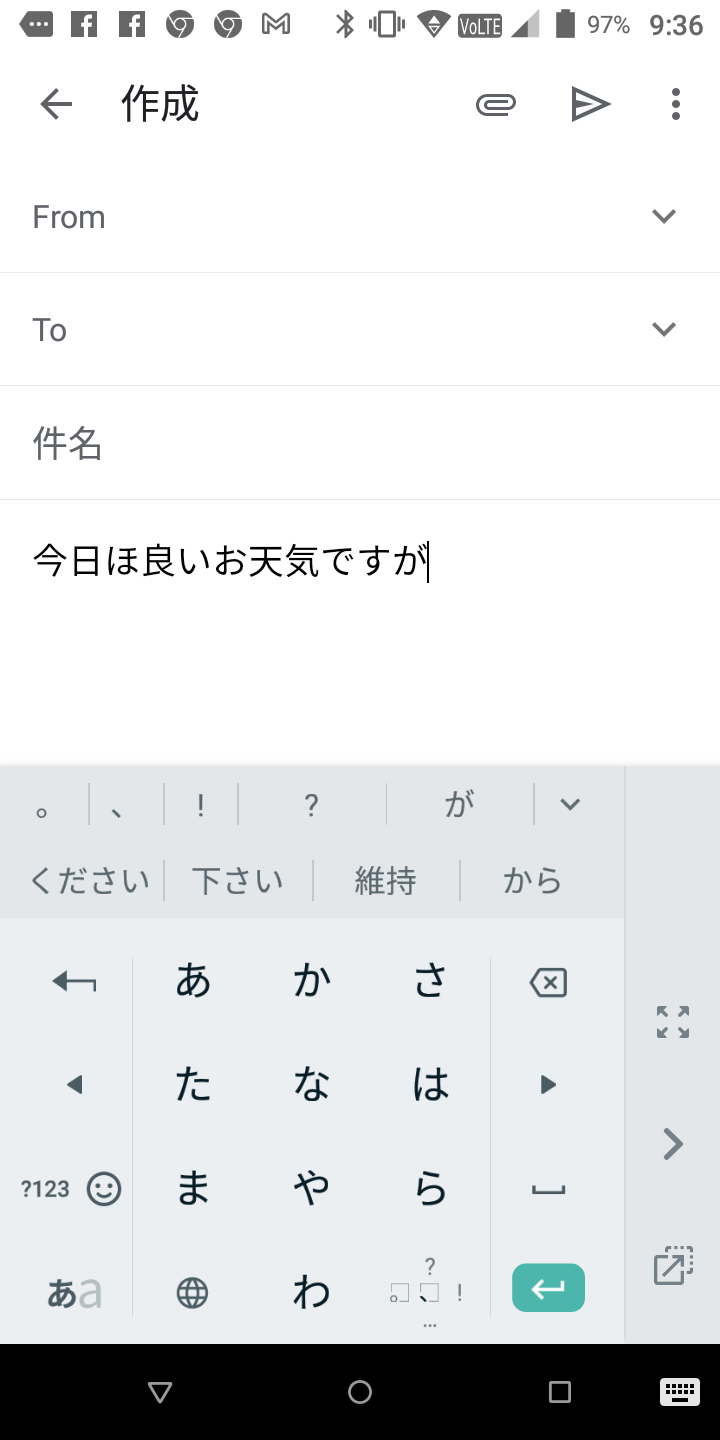 VoLTE 97% 9:36
作成
From
To
件名
今日ほ良いお天気ですが
。 、 ! ? が
ください 下さい 維持 から
あ か さ
た な は
?123 ま や ら
あa わ 。 、 ? ! …